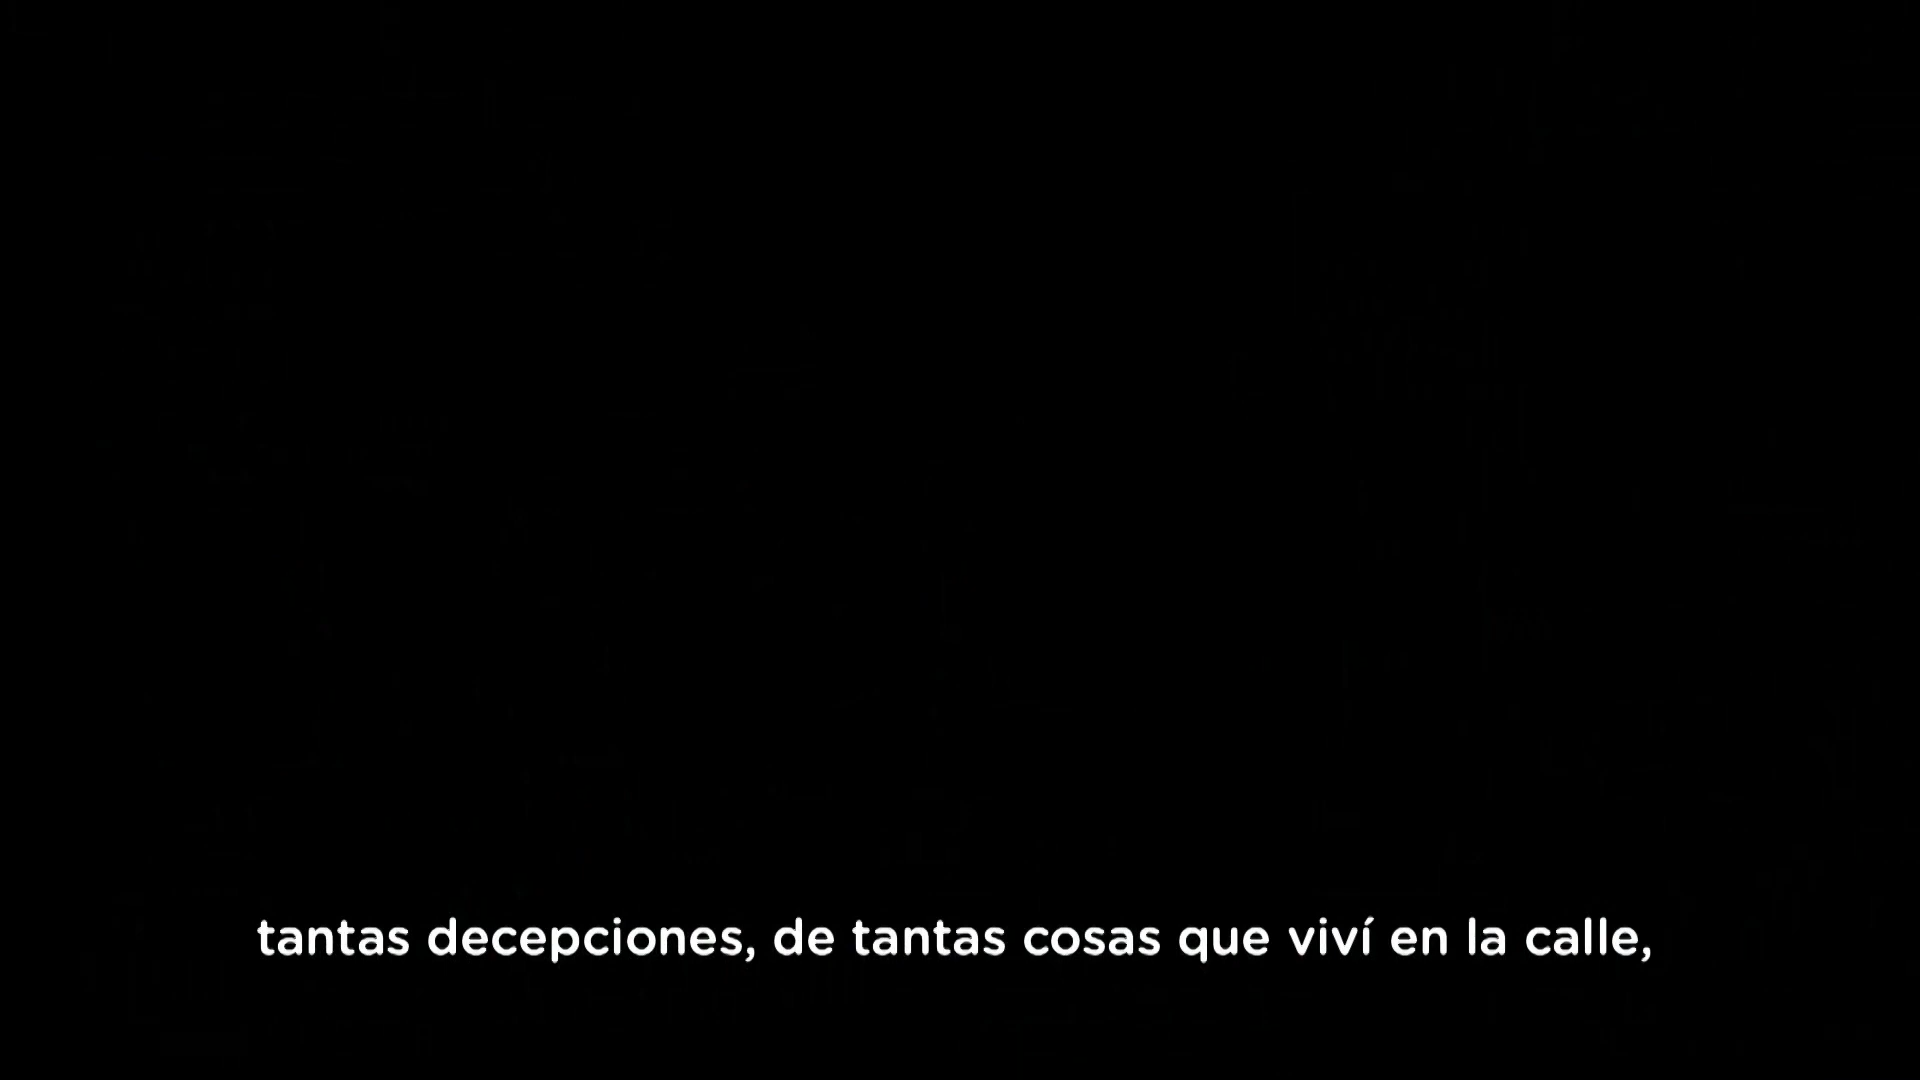 tantas decepciones, de tantas cosas que viví en la calle,